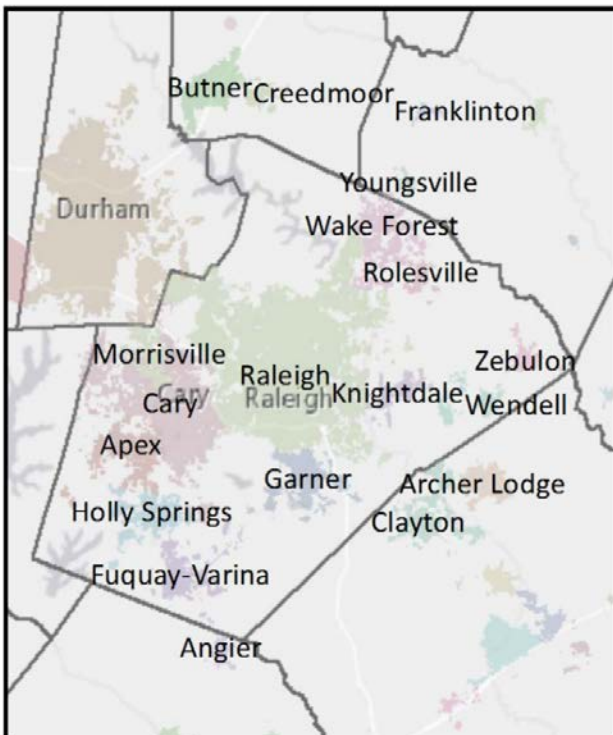 Butner
Creedmoor
Franklinton
Youngsville
Durham
Wake Forest
Rolesville
Morrisville
Zebulon
Raleigh
Cary
Raleigh
Knightdale
Cary
Wendell
Apex
Garner
Archer Lodge
Holly Springs
Clayton
Fuquay-Varina
Angier